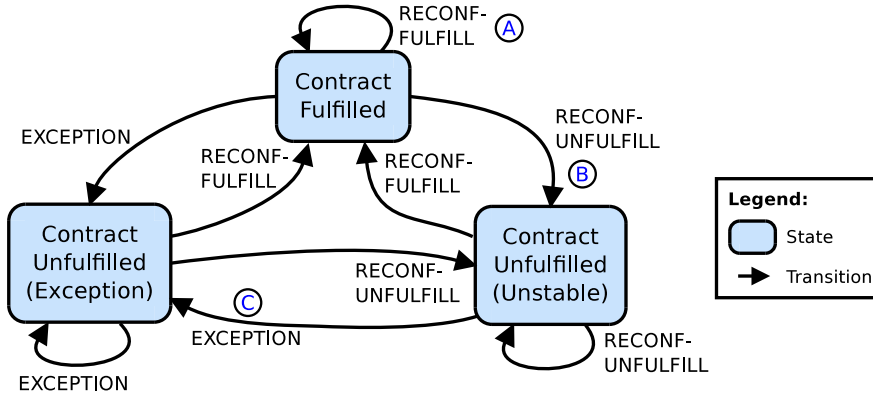 RECONF-
FULFILL
A
Contract
Fulfilled
EXCEPTION
RECONF-
FULFILL
RECONF-
FULFILL
RECONF-
UNFULFILL
B
Contract
Unfulfilled
(Exception)
Contract
Unfulfilled
(Unstable)
RECONF-
UNFULFILL
C
EXCEPTION
EXCEPTION
RECONF-
UNFULFILL
Legend:
State
Transition